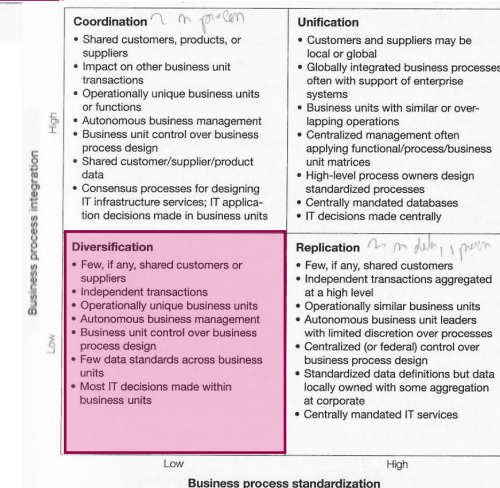 Coordination
• Shared customers, products, or
suppliers
• Impact on other business unit
transactions
• Operationally unique business units
or functions
• Autonomous business management
• Business unit control over business
process design
• Shared customer/supplier/product
data
• Consensus processes for designing
IT infrastructure services; IT applica-
tion decisions made in business units
Unification
• Customers and suppliers may be
local or global
• Globally integrated business processes
often with support of enterprise
systems
• Business units with similar or over-
lapping operations
• Centralized management often
applying functional/process/business
unit matrices
• High-level process owners design
standardized processes
• Centrally mandated databases
• IT decisions made centrally
High
Business process integration
Low
Diversification
• Few, if any, shared customers or
suppliers
• Independent transactions
• Operationally unique business units
• Autonomous business management
• Business unit control over business
process design
• Few data standards across business
units
• Most IT decisions made within
business units
Replication
• Few, if any, shared customers
• Independent transactions aggregated
at a high level
• Operationally similar business units
• Autonomous business unit leaders
with limited discretion over processes
• Centralized (or federal) control over
business process design
• Standardized data definitions but data
locally owned with some aggregation
at corporate
• Centrally mandated IT services
Low
High
Business process standardization